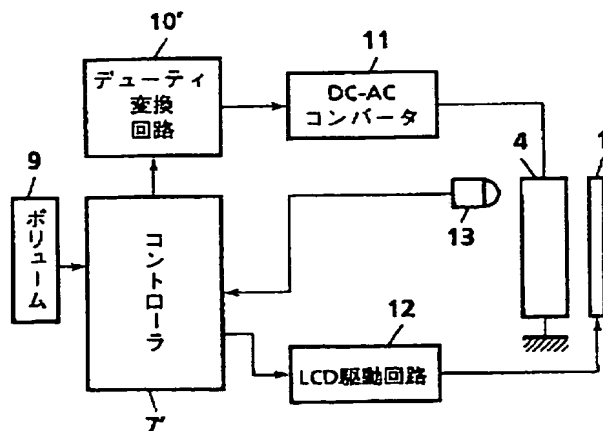 10'
デューティ
変換
回路
11
DC-AC
コンバータ
9
ボリューム
コントローラ
7'
13
4
1
12
LCD駆動回路